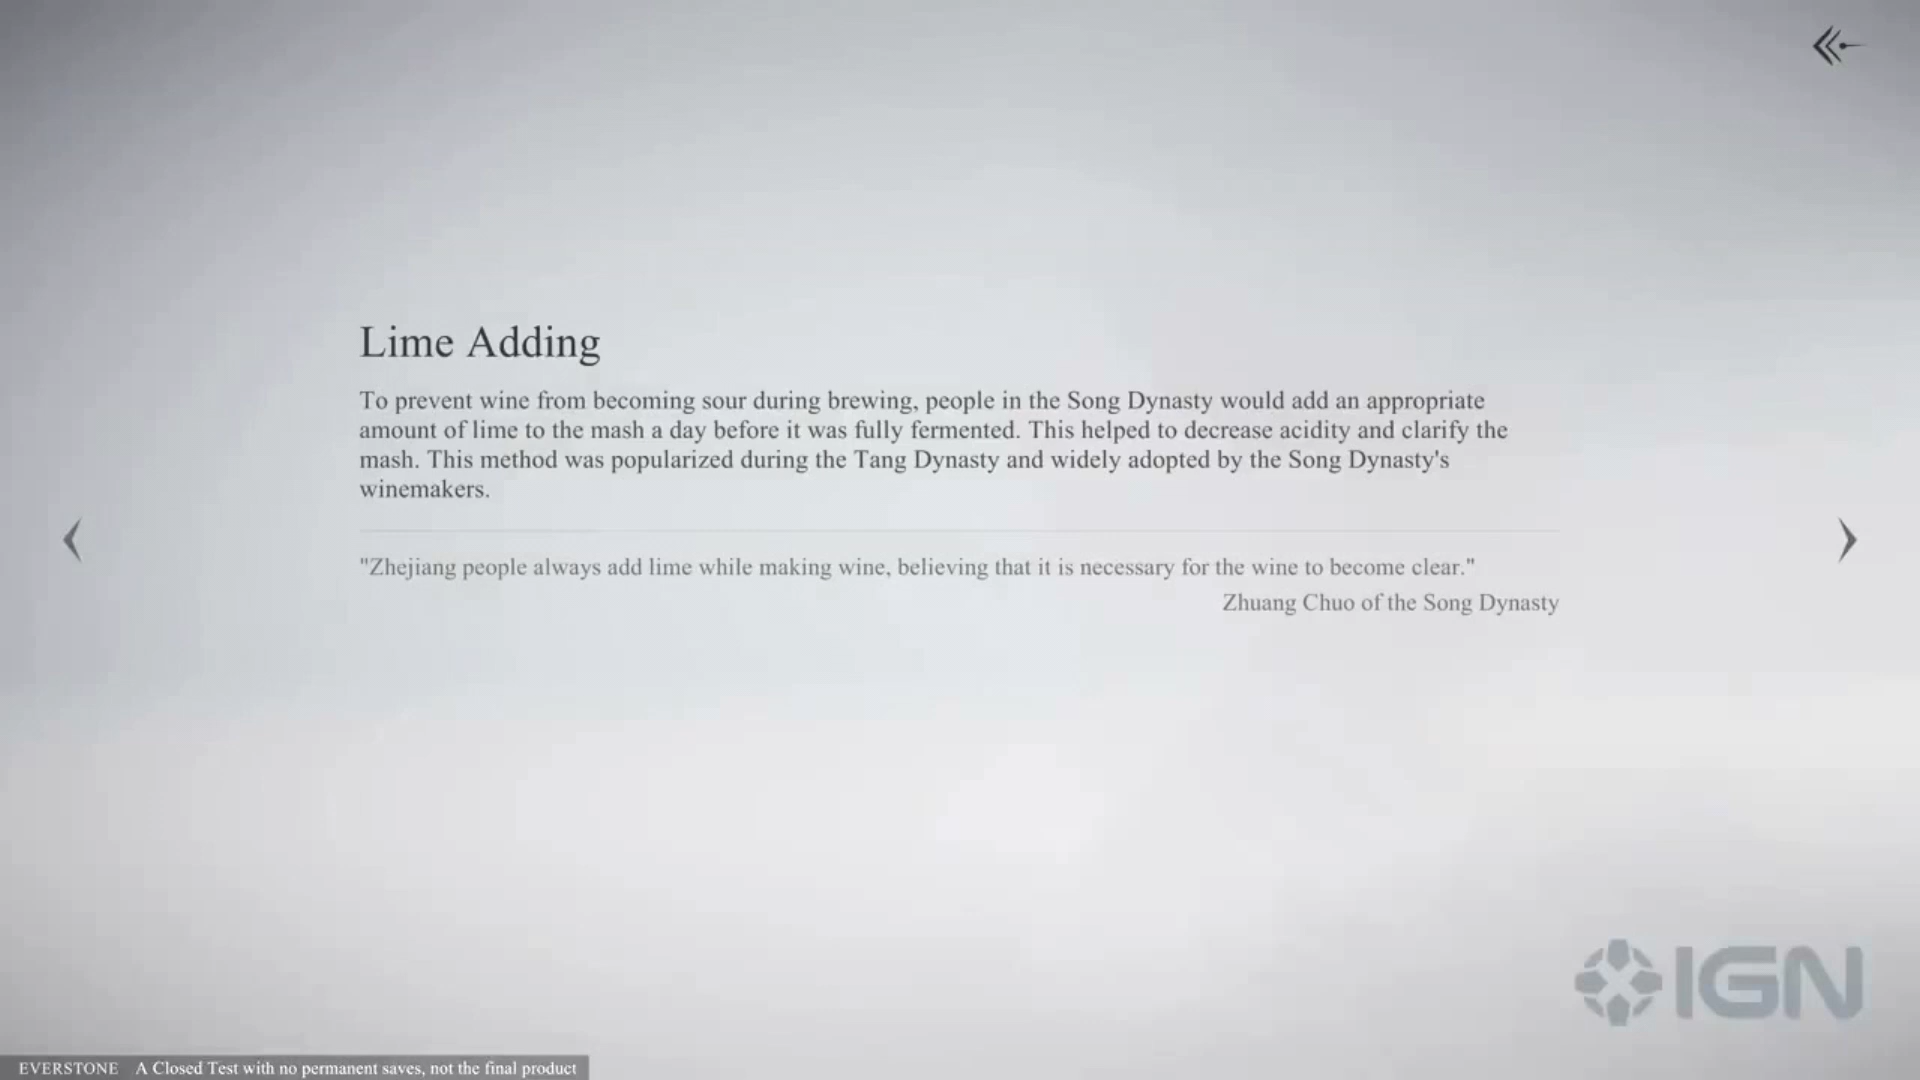 Lime Adding
To prevent wine from becoming sour during brewing, people in the Song Dynasty would add an appropriate
amount of lime to the mash a day before it was fully fermented. This helped to decrease acidity and clarify the
mash. This method was popularized during the Tang Dynasty and widely adopted by the Song Dynasty's
winemakers.
"Zhejiang people always add lime while making wine, believing that it is necessary for the wine to become clear."
Zhuang Chuo of the Song Dynasty
IGN
EVERSTONE A Closed Test with no permanent saves, not the final product